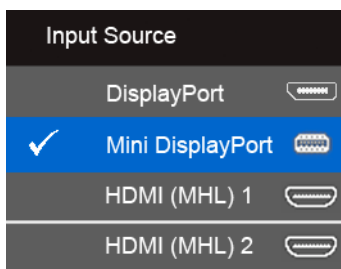 Input Source
DisplayPort
Mini DisplayPort
HDMI (MHL) 1
HDMI (MHL) 2